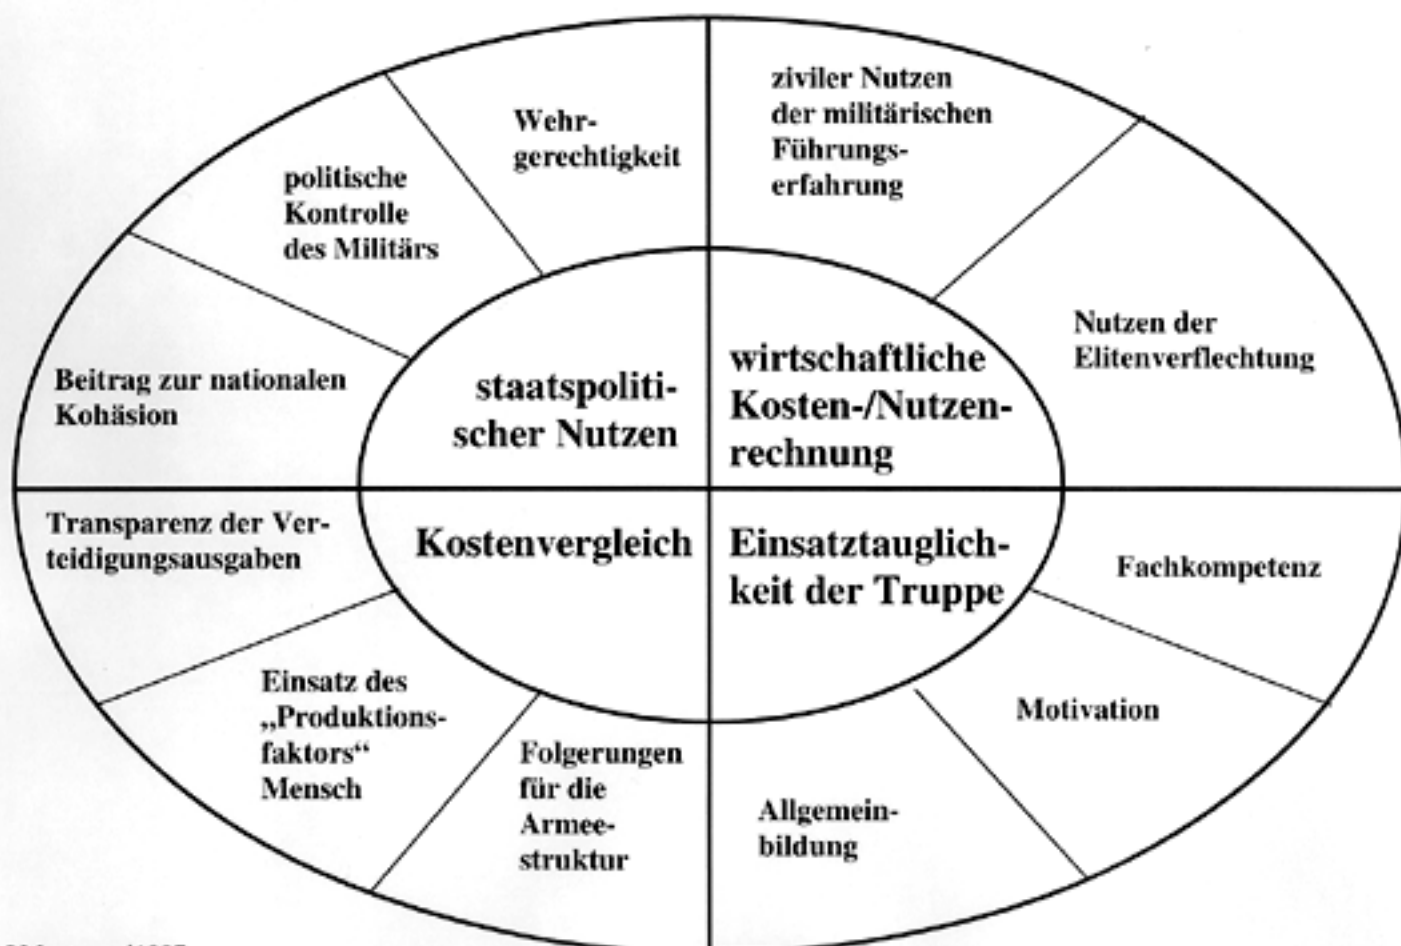 Wehr-
gerechtigkeit
politische
Kontrolle
des Militärs
Beitrag zur nationalen
Kohäsion
staatspoliti-
scher Nutzen
ziviler Nutzen
der militärischen
Führungs-
erfahrung
Nutzen der
Elitenverflechtung
wirtschaftliche
Kosten-/Nutzen-
rechnung
Transparenz der Ver-
teidigungsausgaben
Kostenvergleich
Einsatz des
„Produktions-
faktors“
Mensch
Folgerungen
für die
Armee-
struktur
Einsatztauglich-
keit der Truppe
Fachkompetenz
Motivation
Allgemein-
bildung